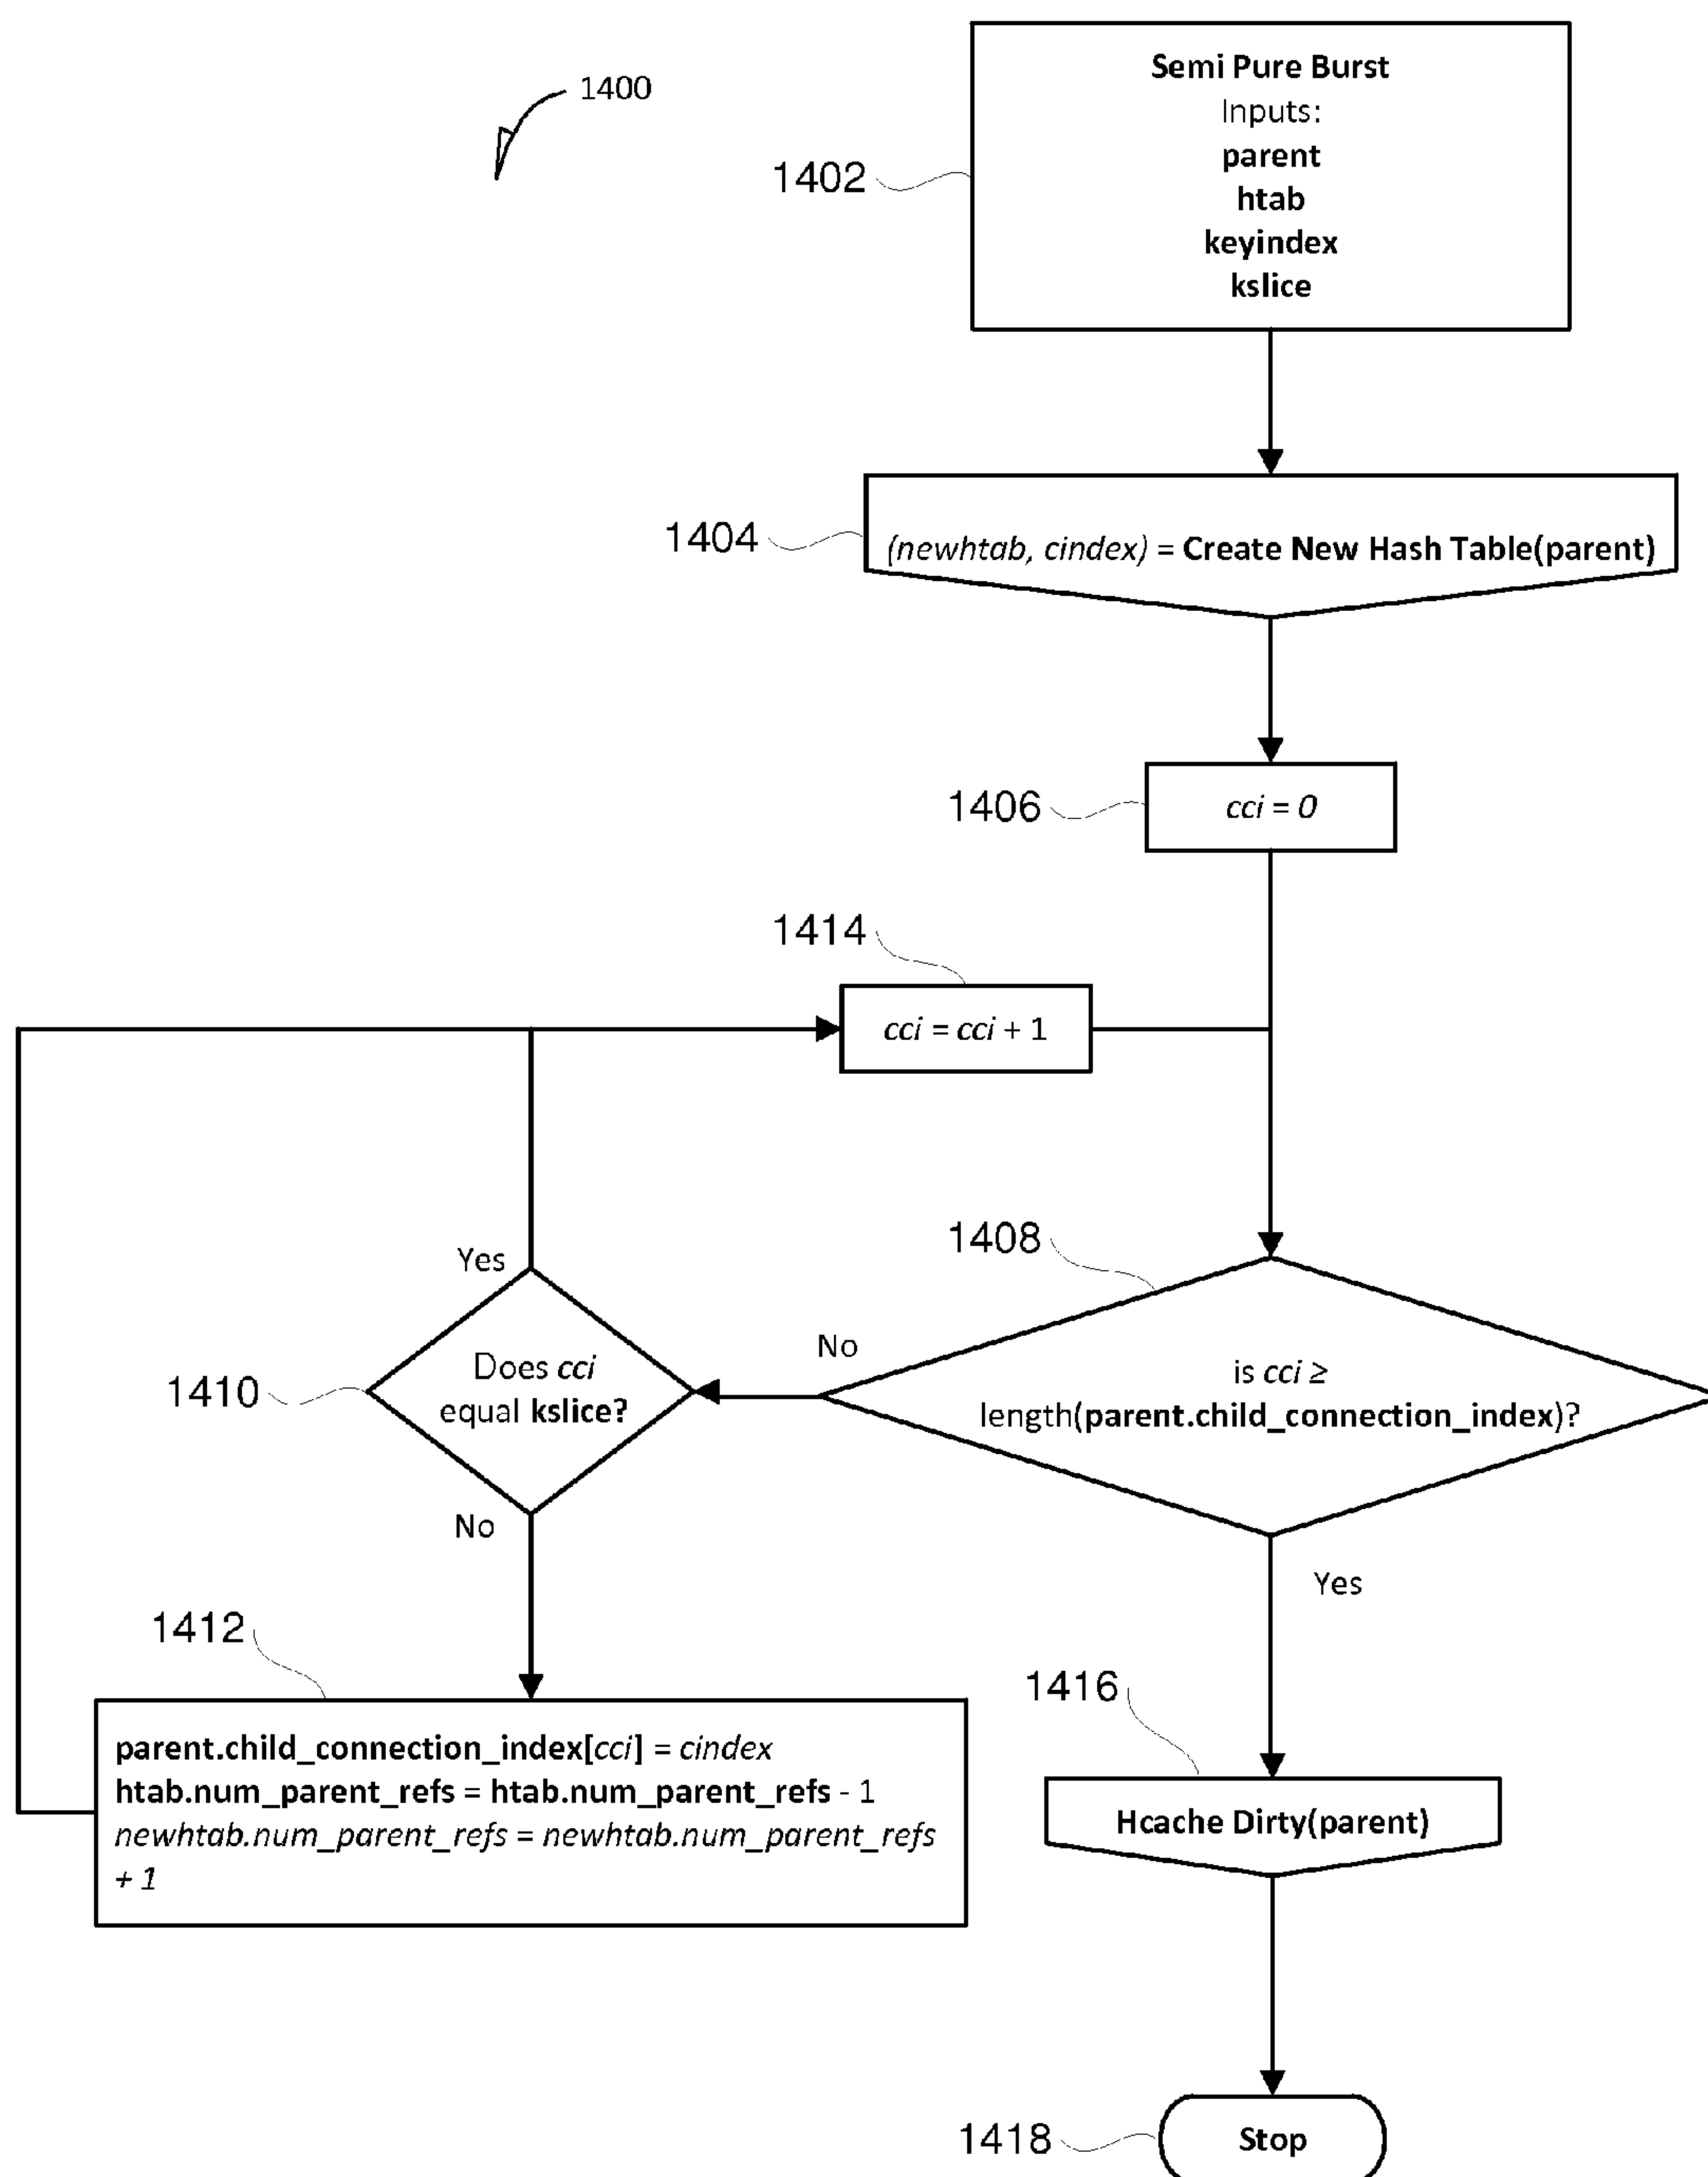 1400
Semi Pure Burst
Inputs:
parent
htab
keyindex
kslice
1402
1404
(newhtab, cindex) = Create New Hash Table(parent)
1406
cci = 0
1414
cci = cci + 1
1408
is cci ≥
length(parent.child_connection_index)?
No
Yes
1410
Does cci
equal kslice?
Yes
No
1412
parent.child_connection_index[cci] = cindex
htab.num_parent_refs = htab.num_parent_refs - 1
newhtab.num_parent_refs = newhtab.num_parent_refs
+ 1
1416
Hcache Dirty(parent)
1418
Stop